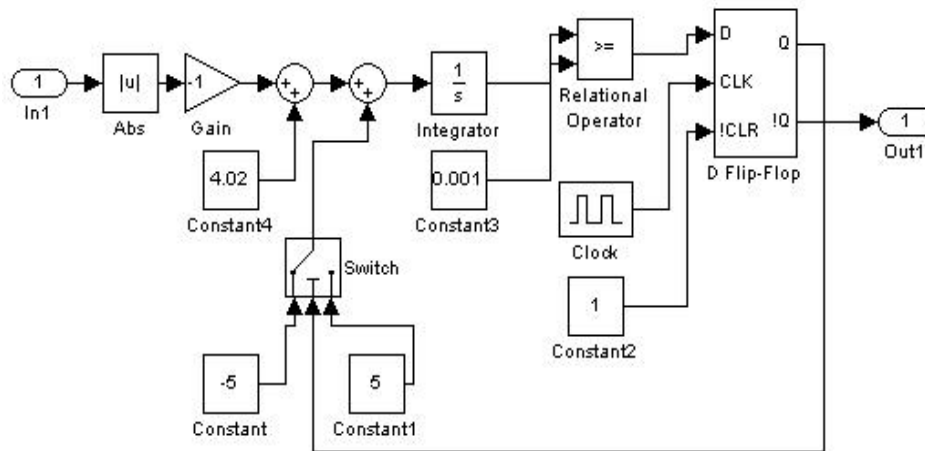 1
In1
|u|
Abs
-1
Gain
+
+
+
+
4.02
Constant4
1
s
Integrator
0.001
Constant3
>=
Relational
Operator
D
CLK
!CLR
Q
!Q
D Flip-Flop
1
Out1
Clock
1
Constant2
Switch
-5
Constant
5
Constant1